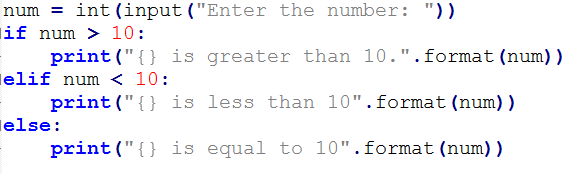 num = int(input("Enter the number: "))
if num > 10:
    print("{} is greater than 10.".format(num))
elif num < 10:
    print("{} is less than 10".format(num))
else:
    print("{} is equal to 10".format(num))